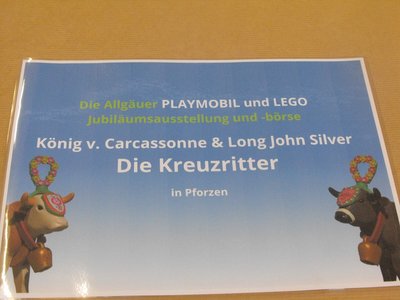 Die Allgäuer PLAYMOBIL und LEGO
Jubiläumsausstellung und -börse
König v. Carcassonne & Long John Silver
Die Kreuzritter
in Pforzen